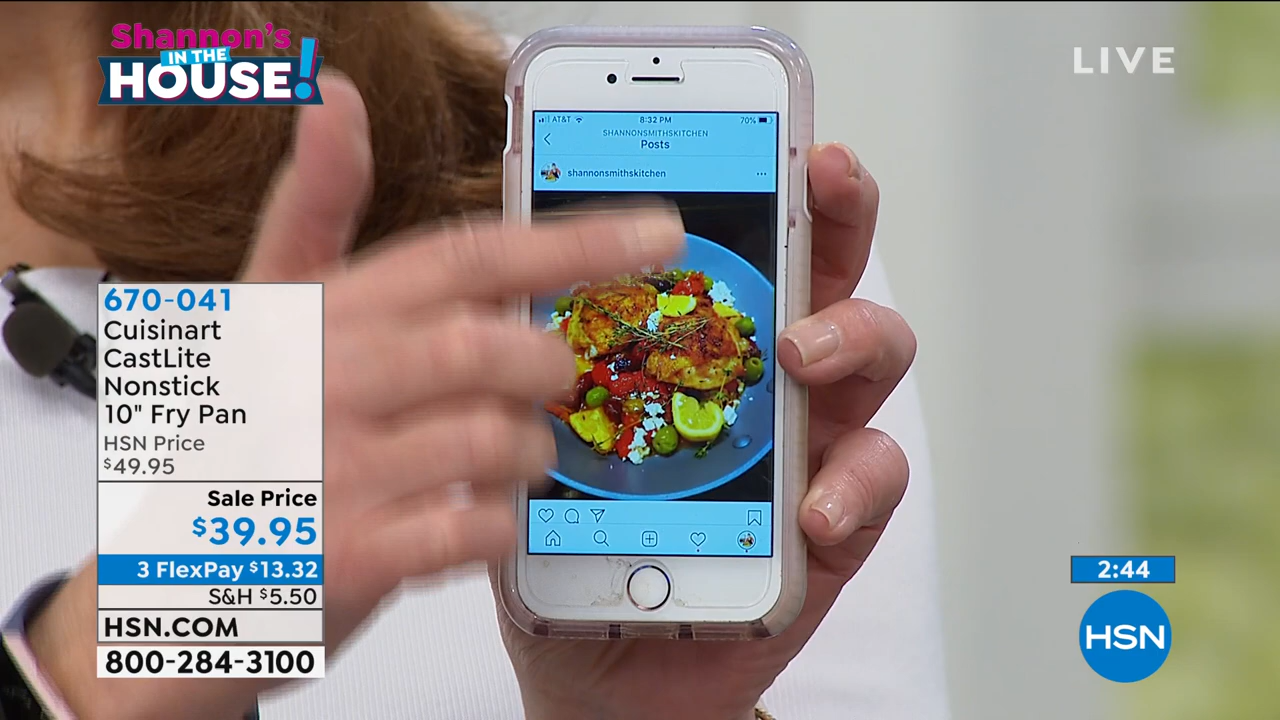 Shannon's
IN THE
HOUSE!
LIVE
AT&T 8:32 PM 70%
SHANNONSMITHSKITCHEN
Posts
shannonsmithskitchen
670-041
Cuisinart
CastLite
Nonstick
10" Fry Pan
HSN Price
$49.95
Sale Price
$39.95
3 FlexPay $13.32
S&H $5.50
HSN.COM
800-284-3100
2:44
HSN